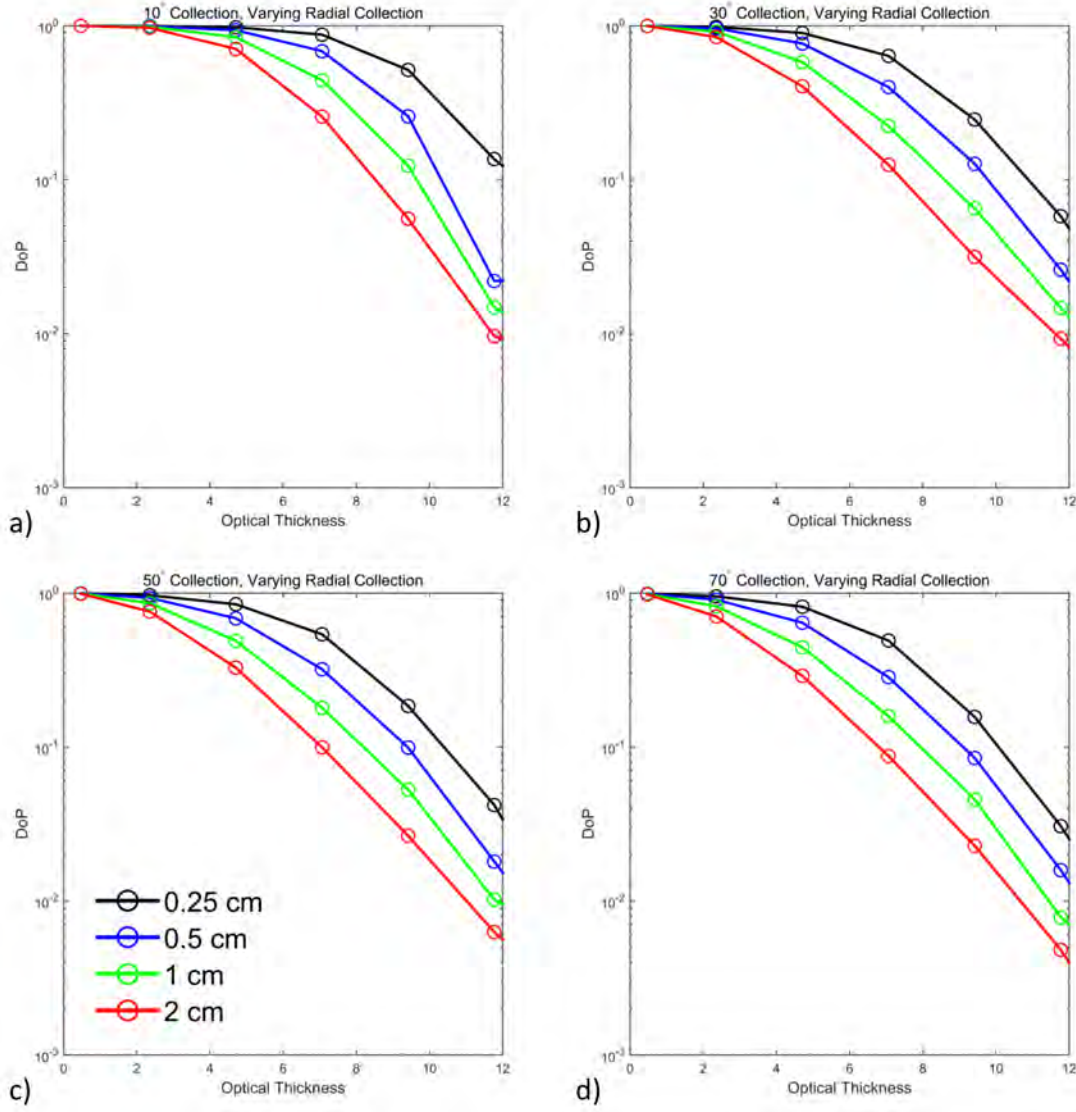 10° Collection, Varying Radial Collection
10^0
10^-1
10^-2
10^-3
DoP
0 2 4 6 8 10 12
Optical Thickness
a)
30° Collection, Varying Radial Collection
10^0
10^-1
10^-2
10^-3
DoP
0 2 4 6 8 10 12
Optical Thickness
b)
50° Collection, Varying Radial Collection
10^0
10^-1
10^-2
10^-3
DoP
0.25 cm
0.5 cm
1 cm
2 cm
0 2 4 6 8 10 12
Optical Thickness
c)
70° Collection, Varying Radial Collection
10^0
10^-1
10^-2
10^-3
DoP
0 2 4 6 8 10 12
Optical Thickness
d)